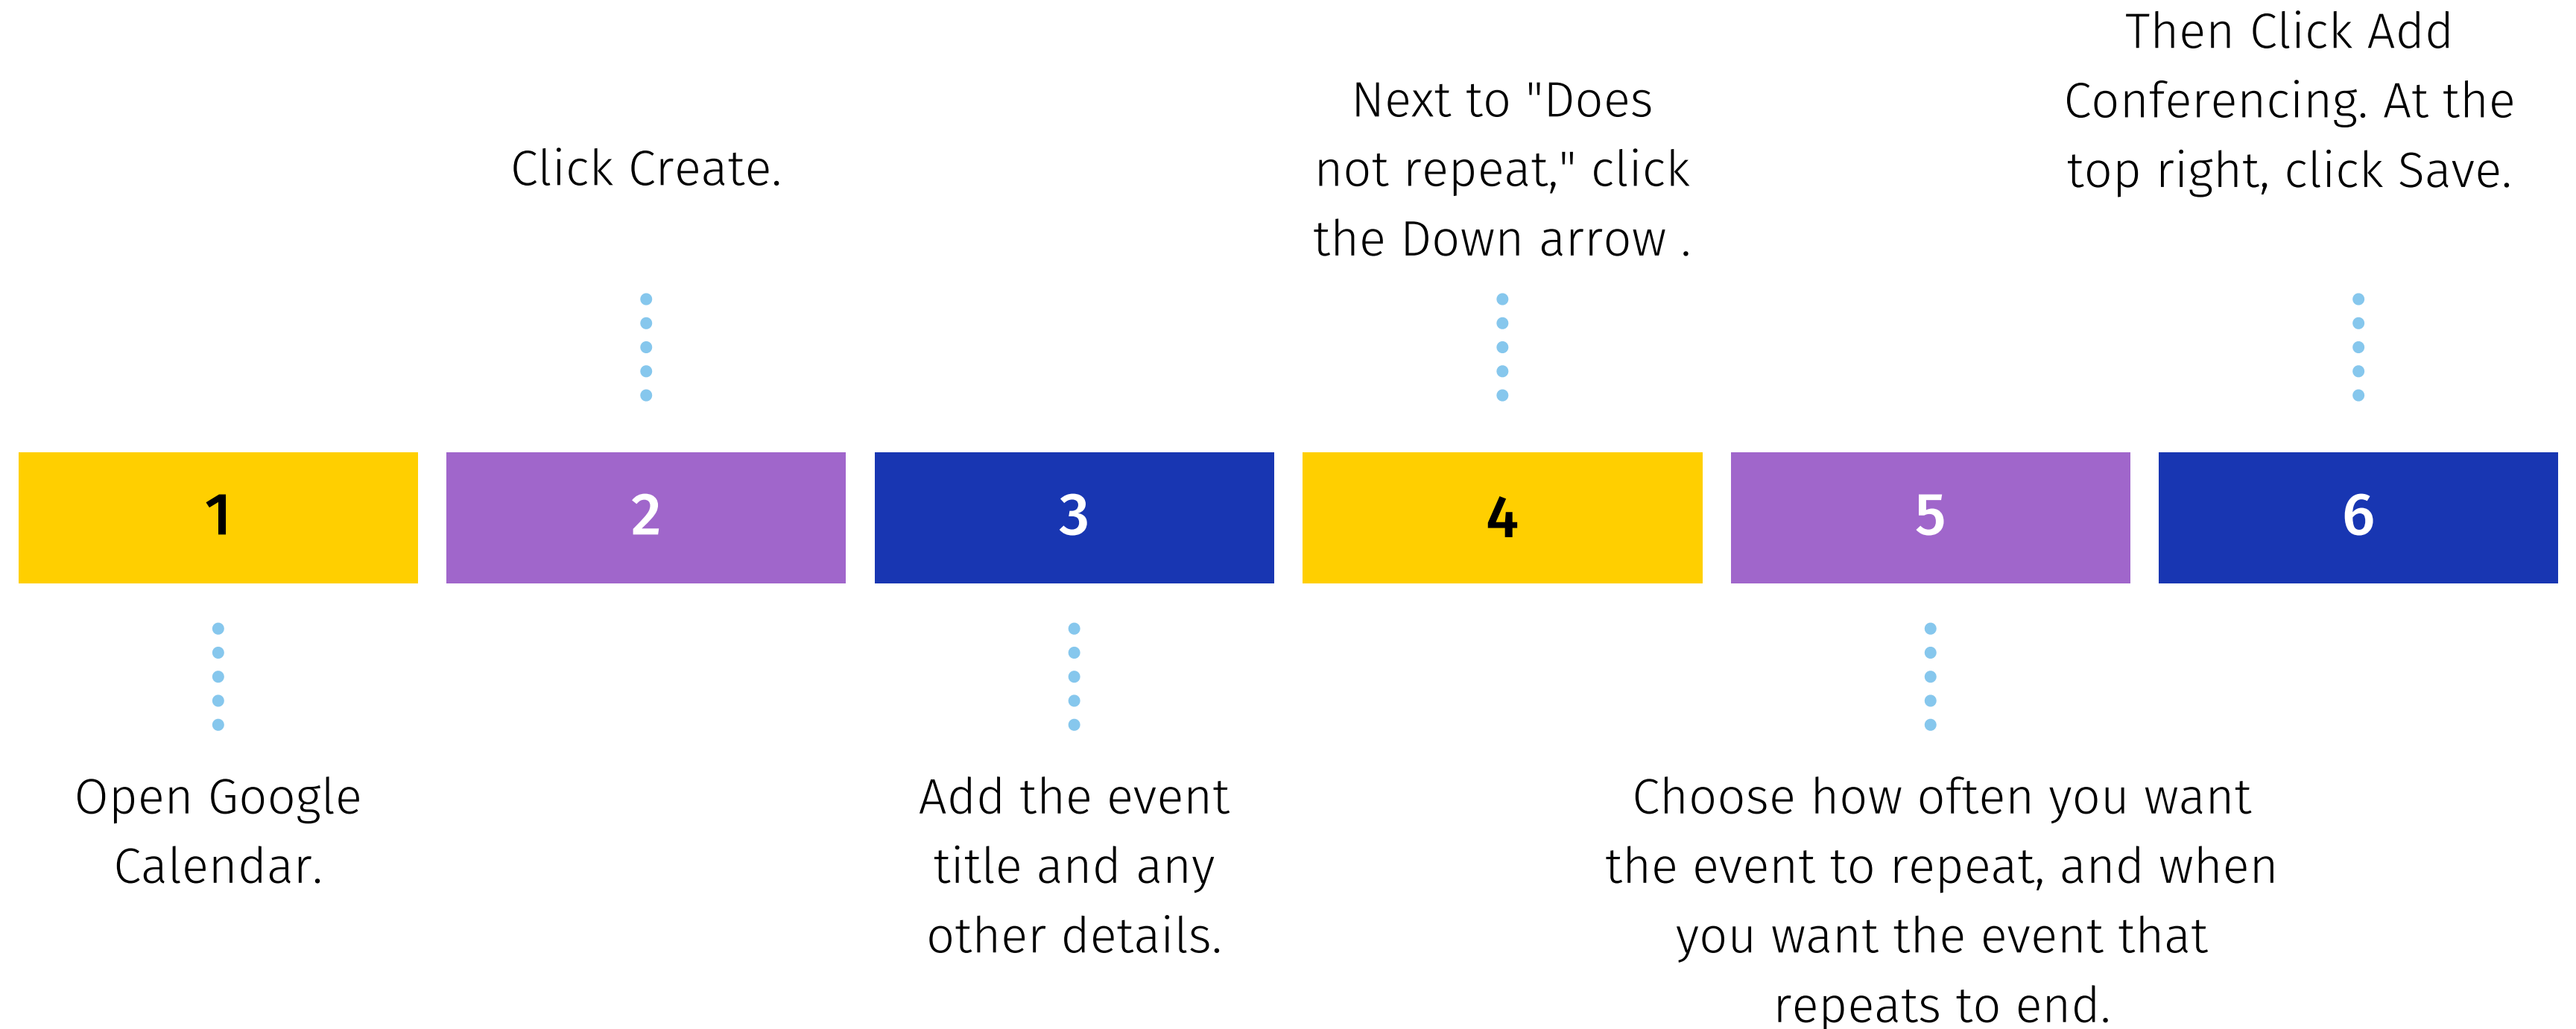 1
Open Google
Calendar.
2
Click Create.
3
Add the event
title and any
other details.
4
Next to "Does
not repeat," click
the Down arrow .
5
Choose how often you want
the event to repeat, and when
you want the event that
repeats to end.
6
Then Click Add
Conferencing. At the
top right, click Save.